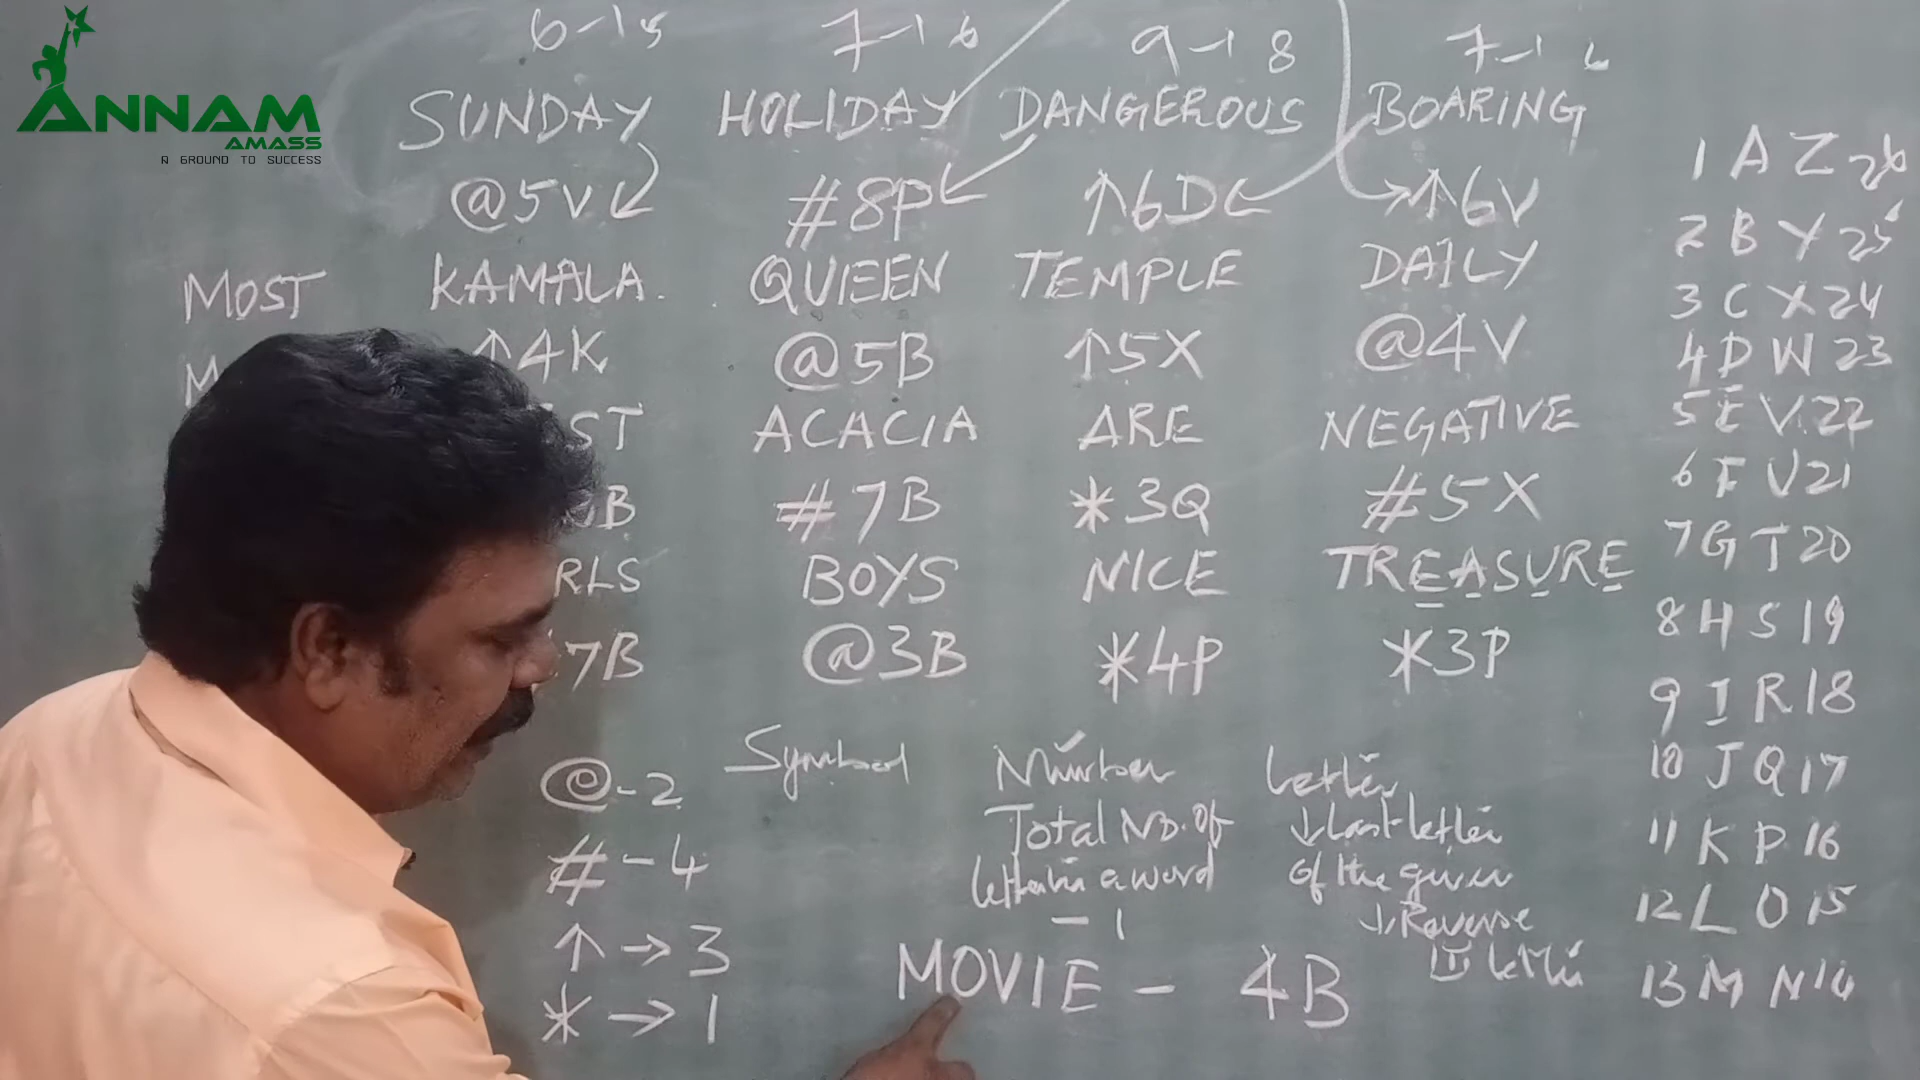 ANNAM
AMASS
A GROUND TO SUCCESS
6-1 5 7-1 6 9-1 8 7-1 6
SUNDAY HOLIDAY DANGEROUS BOARING
@5V #8P ↑6D ↑6V
MOST KAMALA. QUEEN TEMPLE DAILY
M ↑4K @5B ↑5X @4V
ST ACACIA ARE NEGATIVE
B #7B *3Q #5X
RLS BOYS NICE TREASURE
7B @3B *4P *3P
@-2 Symbol Number letter
Total No. of ↓ Last letter
#-4 letter in a word of the given
-1 ↓ Reverse
↑→3 letter
MOVIE - 4B
*→1
1 A Z 26
2 B Y 25
3 C X 24
4 D W 23
5 E V 22
6 F U 21
7 G T 20
8 H S 19
9 I R 18
10 J Q 17
11 K P 16
12 L O 15
13 M N 14